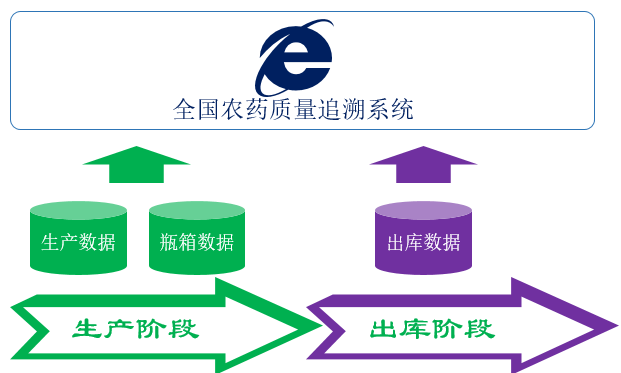 全国农药质量追溯系统
生产数据
瓶箱数据
出库数据
生产阶段
出库阶段